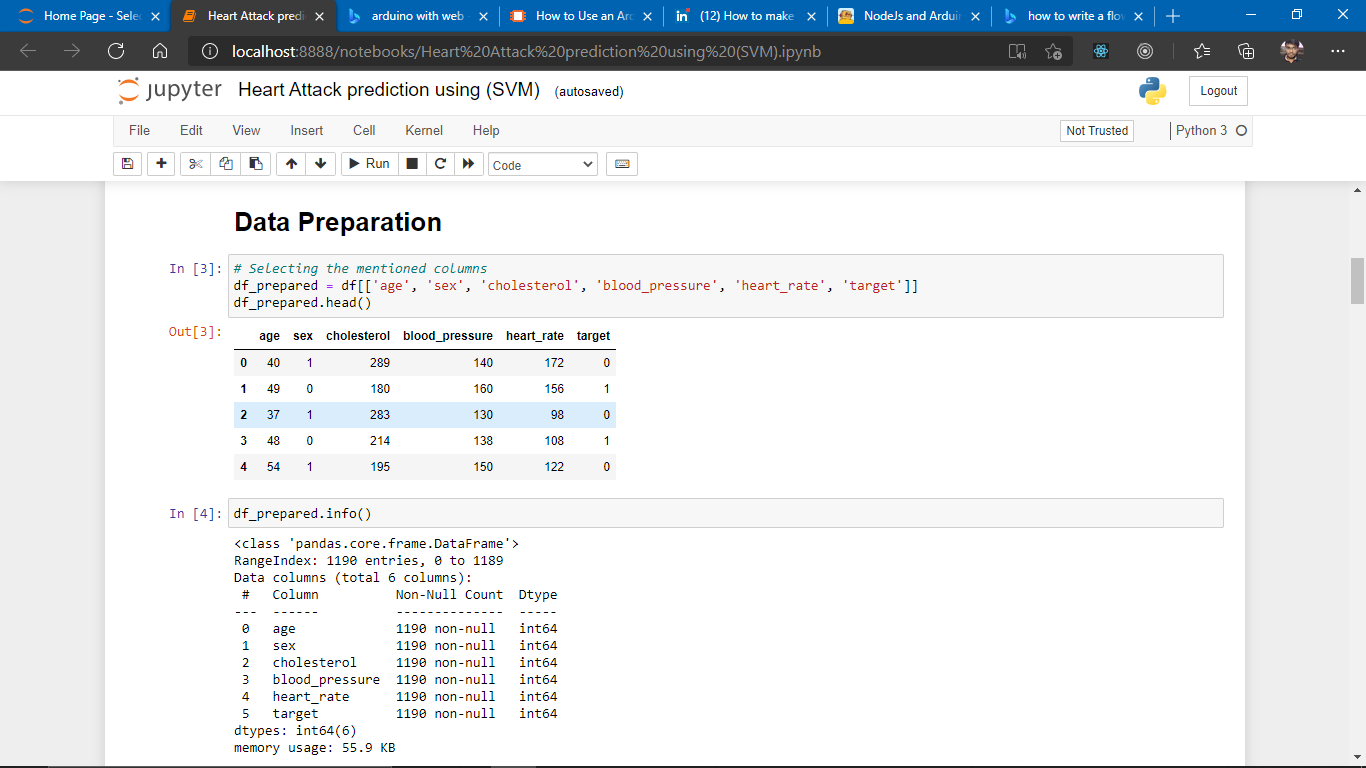 Home Page - Selec
Heart Attack predi
arduino with web
How to Use an Ard
(12) How to make
NodeJs and Arduin
how to write a flow
localhost:8888/notebooks/Heart%20Attack%20prediction%20using%20(SVM).ipynb
jupyter Heart Attack prediction using (SVM) (autosaved)
Logout
File Edit View Insert Cell Kernel Help
Not Trusted
Python 3
Run
Code
Data Preparation
In [3]: # Selecting the mentioned columns
df_prepared = df[['age', 'sex', 'cholesterol', 'blood_pressure', 'heart_rate', 'target']]
df_prepared.head()
Out[3]:
age sex cholesterol blood_pressure heart_rate target
0 40 1 289 140 172 0
1 49 0 180 160 156 1
2 37 1 283 130 98 0
3 48 0 214 138 108 1
4 54 1 195 150 122 0
In [4]: df_prepared.info()
<class 'pandas.core.frame.DataFrame'>
RangeIndex: 1190 entries, 0 to 1189
Data columns (total 6 columns):
# Column Non-Null Count Dtype
--- ------ -------------- -----
0 age 1190 non-null int64
1 sex 1190 non-null int64
2 cholesterol 1190 non-null int64
3 blood_pressure 1190 non-null int64
4 heart_rate 1190 non-null int64
5 target 1190 non-null int64
dtypes: int64(6)
memory usage: 55.9 KB